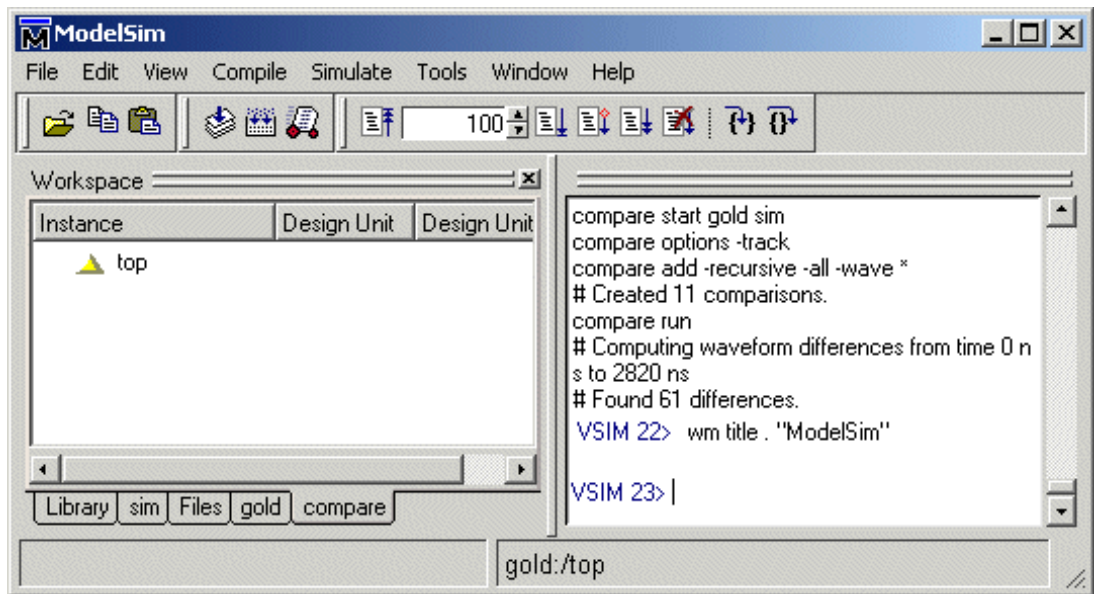 ModelSim
File Edit View Compile Simulate Tools Window Help
100
Workspace
Instance Design Unit Design Unit
top
Library sim Files gold compare
compare start gold sim
compare options -track
compare add -recursive -all -wave *
# Created 11 comparisons.
compare run
# Computing waveform differences from time 0 n
s to 2820 ns
# Found 61 differences.
VSIM 22> wm title . "ModelSim"
VSIM 23>
gold:/top